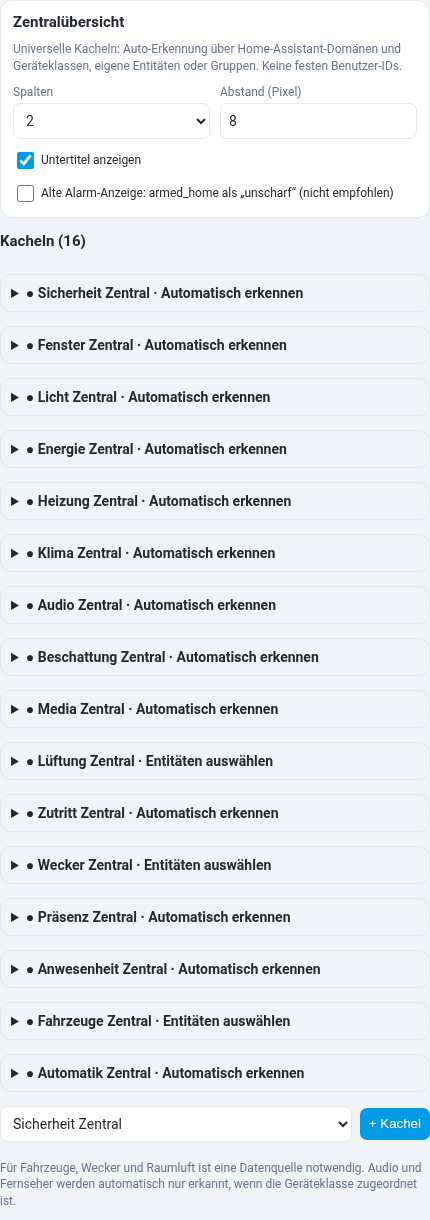 Zentralübersicht
Universelle Kacheln: Auto-Erkennung über Home-Assistant-Domänen und
Geräteklassen, eigene Entitäten oder Gruppen. Keine festen Benutzer-IDs.
Spalten
Abstand (Pixel)
2
8
Untertitel anzeigen
Alte Alarm-Anzeige: armed_home als „unscharf“ (nicht empfohlen)
Kacheln (16)
▶ ● Sicherheit Zentral · Automatisch erkennen
▶ ● Fenster Zentral · Automatisch erkennen
▶ ● Licht Zentral · Automatisch erkennen
▶ ● Energie Zentral · Automatisch erkennen
▶ ● Heizung Zentral · Automatisch erkennen
▶ ● Klima Zentral · Automatisch erkennen
▶ ● Audio Zentral · Automatisch erkennen
▶ ● Beschattung Zentral · Automatisch erkennen
▶ ● Media Zentral · Automatisch erkennen
▶ ● Lüftung Zentral · Entitäten auswählen
▶ ● Zutritt Zentral · Automatisch erkennen
▶ ● Wecker Zentral · Entitäten auswählen
▶ ● Präsenz Zentral · Automatisch erkennen
▶ ● Anwesenheit Zentral · Automatisch erkennen
▶ ● Fahrzeuge Zentral · Entitäten auswählen
▶ ● Automatik Zentral · Automatisch erkennen
Sicherheit Zentral
+ Kachel
Für Fahrzeuge, Wecker und Raumluft ist eine Datenquelle notwendig. Audio und
Fernseher werden automatisch nur erkannt, wenn die Geräteklasse zugeordnet
ist.